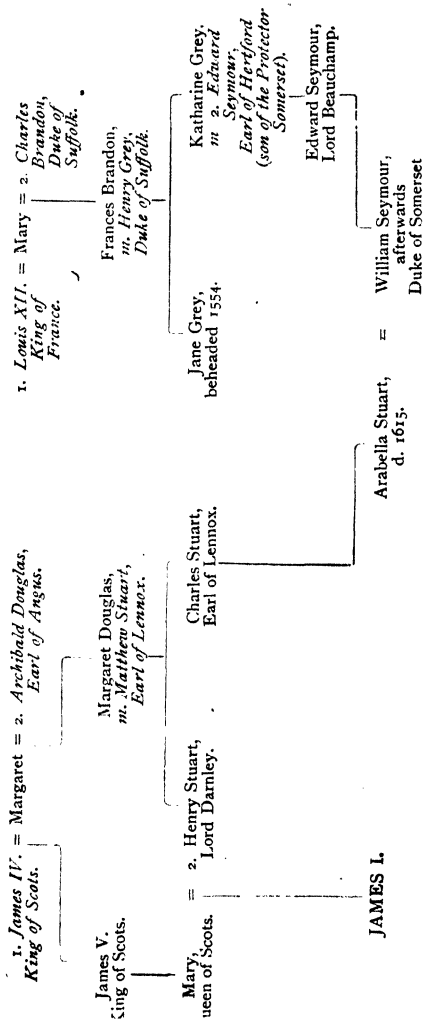 1. James IV. = Margaret = 2. Archibald Douglas,
King of Scots.
Earl of Angus.
1. Louis XII. = Mary = 2. Charles
King of
France.
Brandon,
Duke of
Suffolk.
James V.
King of Scots.
Margaret Douglas,
m. Matthew Stuart,
Earl of Lennox.
Frances Brandon,
m. Henry Grey,
Duke of Suffolk.
Mary,
ueen of Scots.
= 2. Henry Stuart,
Lord Darnley.
Charles Stuart,
Earl of Lennox.
Jane Grey,
beheaded 1554.
Katharine Grey,
m 2. Edward
Seymour,
Earl of Hertford
(son of the Protector
Somerset).
Edward Seymour,
Lord Beauchamp.
JAMES I.
Arabella Stuart,
d. 1615.
=
William Seymour,
afterwards
Duke of Somerset